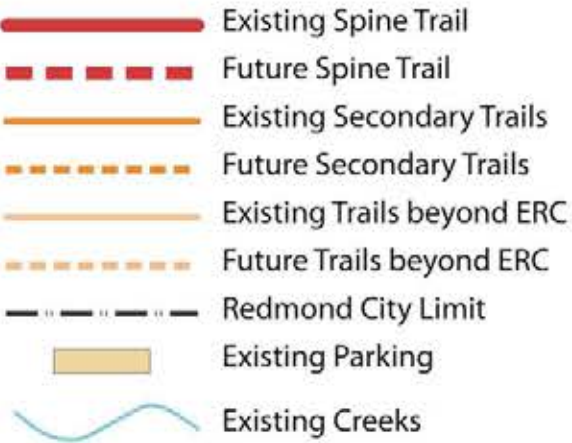 Existing Spine Trail
Future Spine Trail
Existing Secondary Trails
Future Secondary Trails
Existing Trails beyond ERC
Future Trails beyond ERC
Redmond City Limit
Existing Parking
Existing Creeks